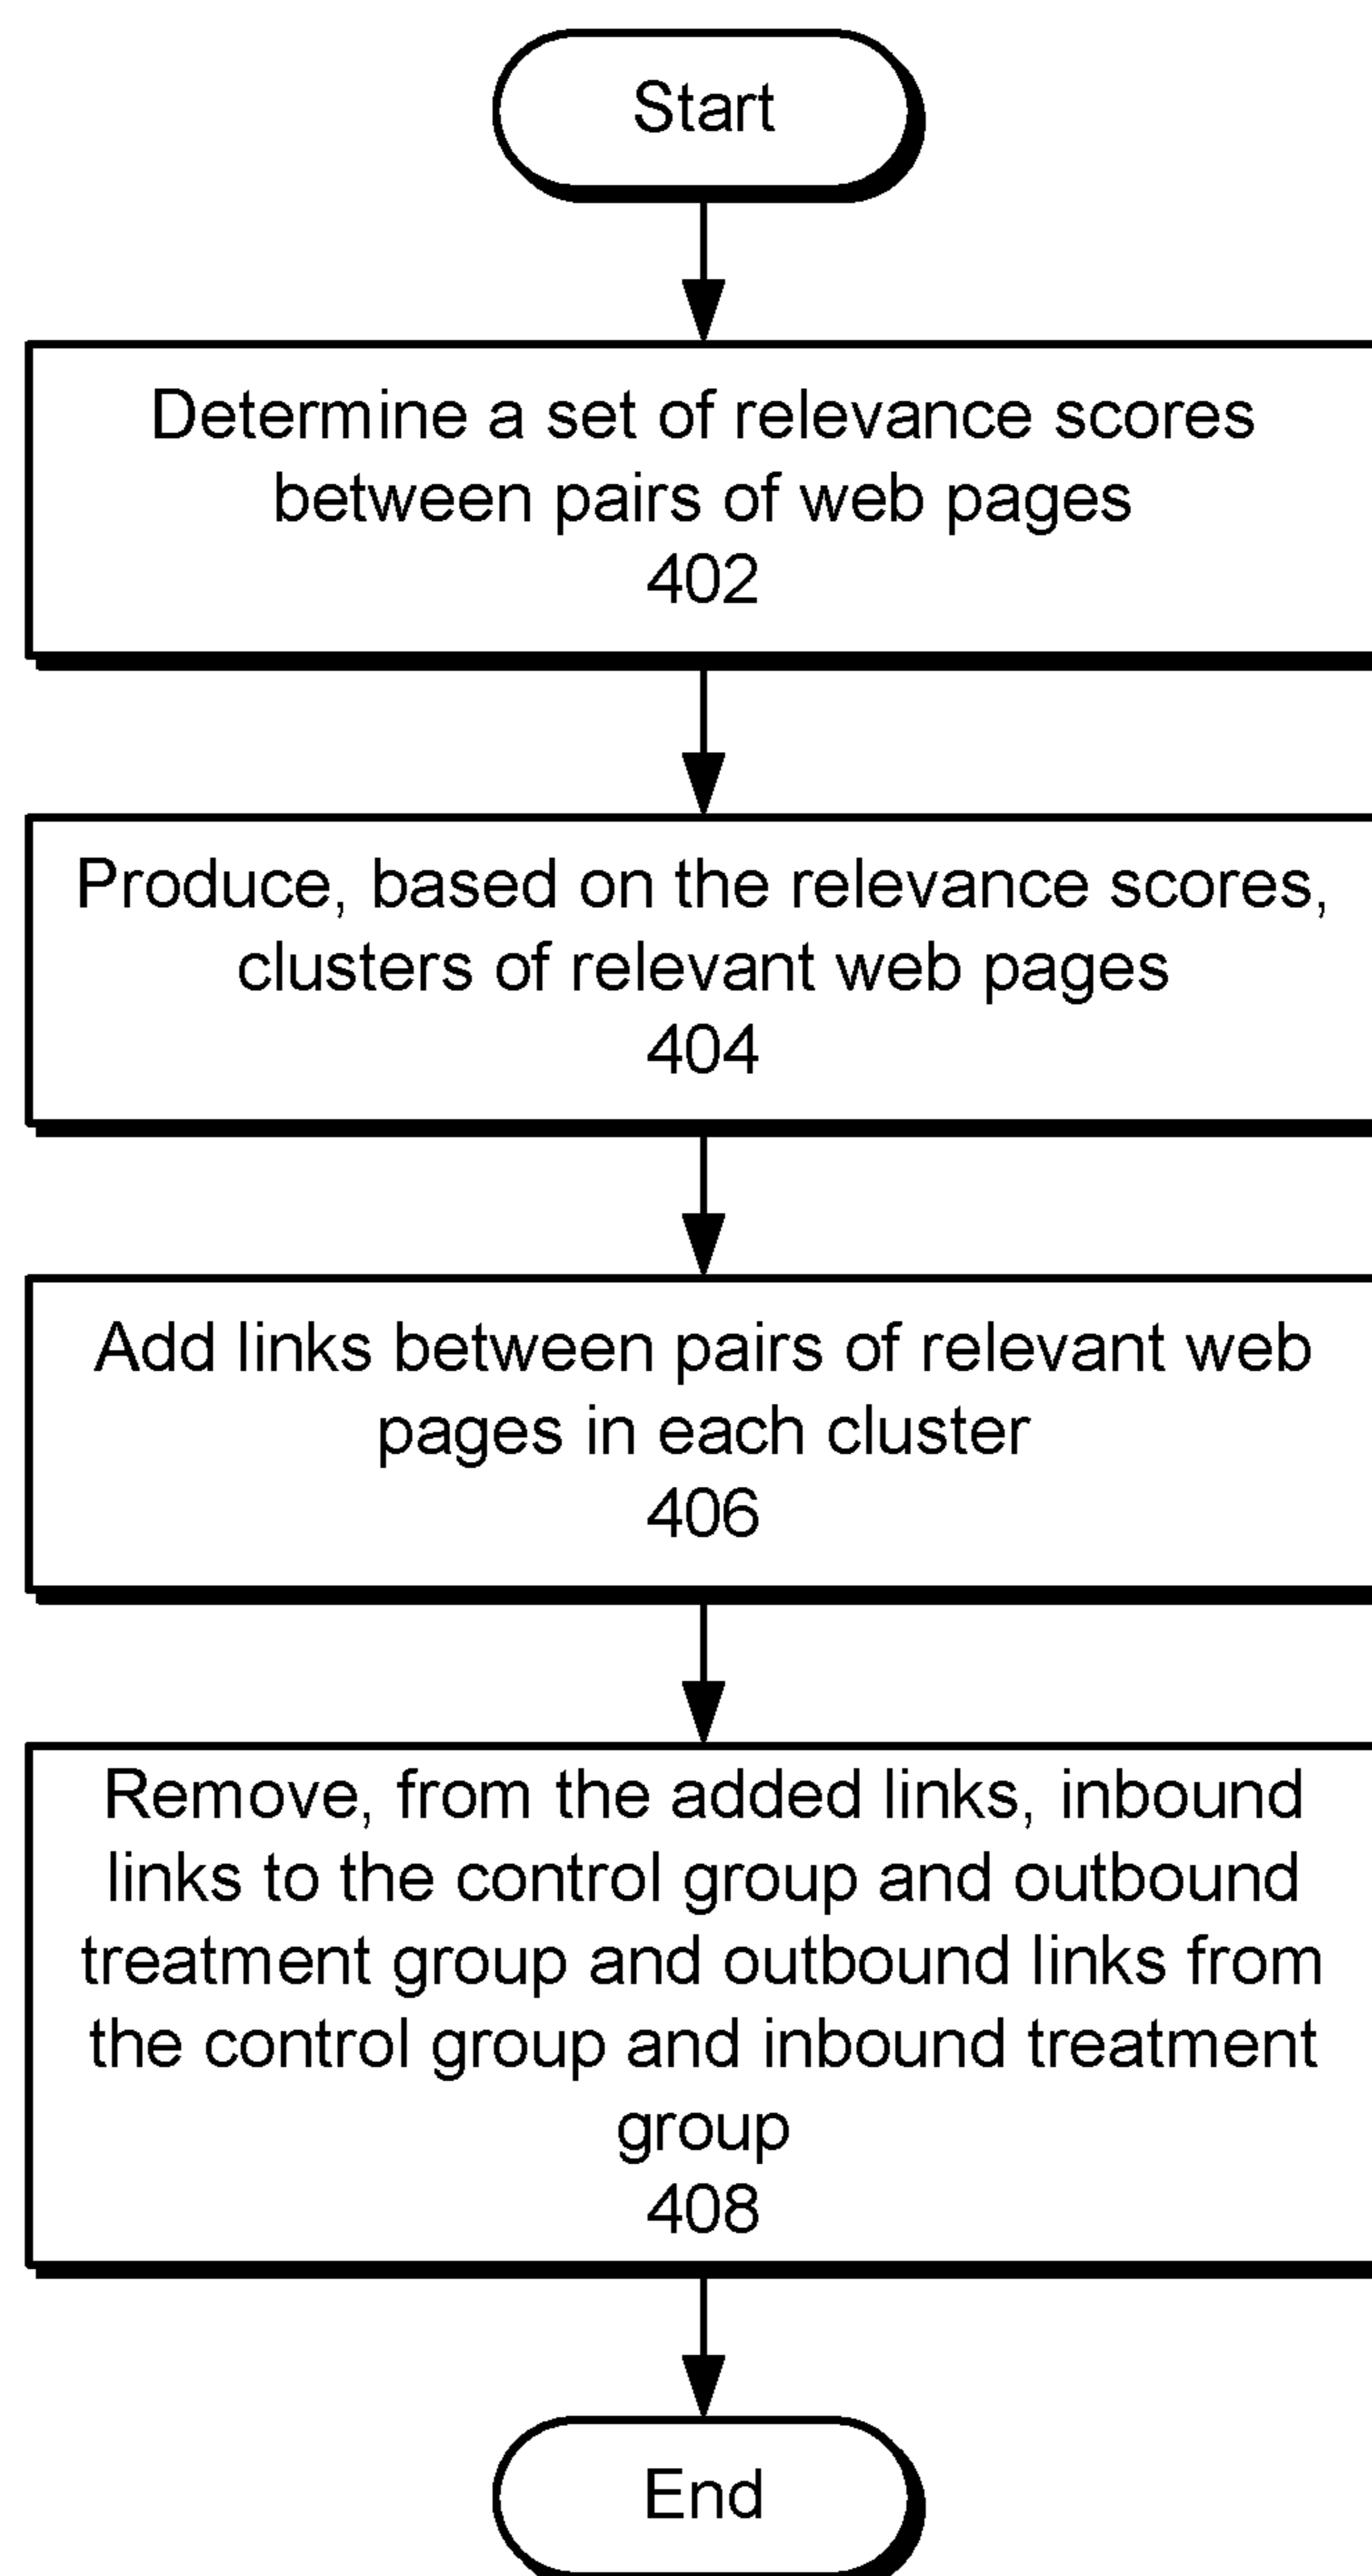 Start
Determine a set of relevance scores
between pairs of web pages
402
Produce, based on the relevance scores,
clusters of relevant web pages
404
Add links between pairs of relevant web
pages in each cluster
406
Remove, from the added links, inbound
links to the control group and outbound
treatment group and outbound links from
the control group and inbound treatment
group
408
End